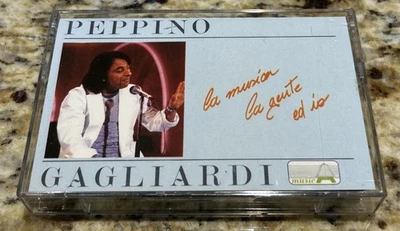 PEPPINO
la musica
la gente
ed io
GAGLIARDI
music A